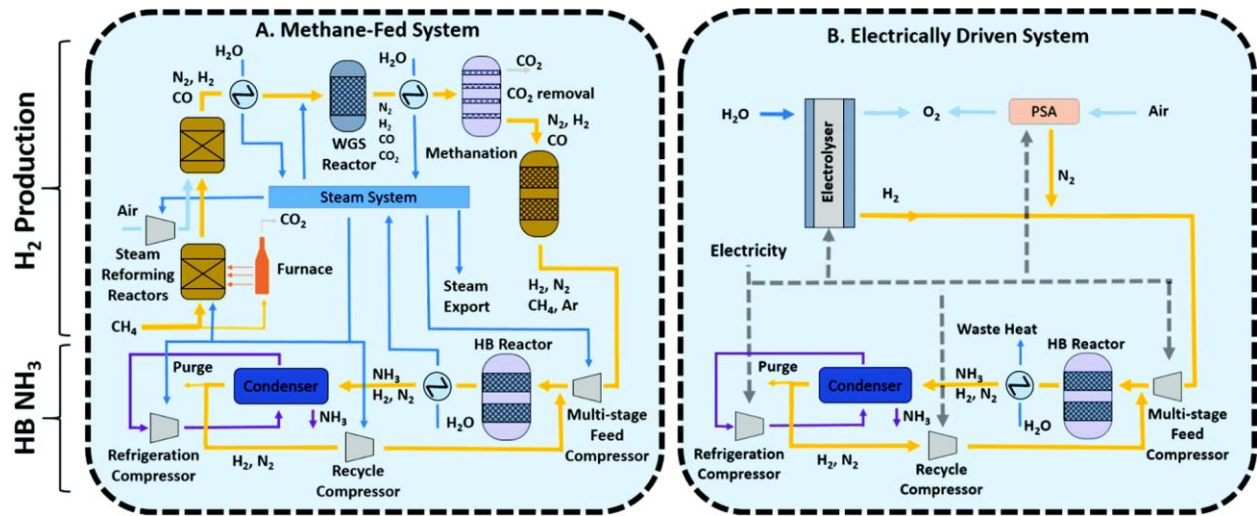 A. Methane-Fed System
H₂O
H₂O
CO₂
N₂, H₂
CO
CO₂ removal
N₂
H₂
CO
CO₂
N₂, H₂
CO
WGS
Reactor
Methanation
Steam System
Air
CO₂
Steam
Reforming
Reactors
Furnace
Steam
Export
H₂, N₂
CH₄, Ar
CH₄
HB Reactor
Purge
Condenser
NH₃
H₂, N₂
NH₃
H₂O
Multi-stage
Feed
Compressor
Refrigeration
Compressor
H₂, N₂
Recycle
Compressor
H₂ Production
HB NH₃
B. Electrically Driven System
H₂O
Electrolyser
O₂
PSA
Air
N₂
H₂
Electricity
Waste Heat
HB Reactor
Purge
Condenser
NH₃
H₂, N₂
NH₃
H₂O
Multi-stage
Feed
Compressor
Refrigeration
Compressor
H₂, N₂
Recycle
Compressor